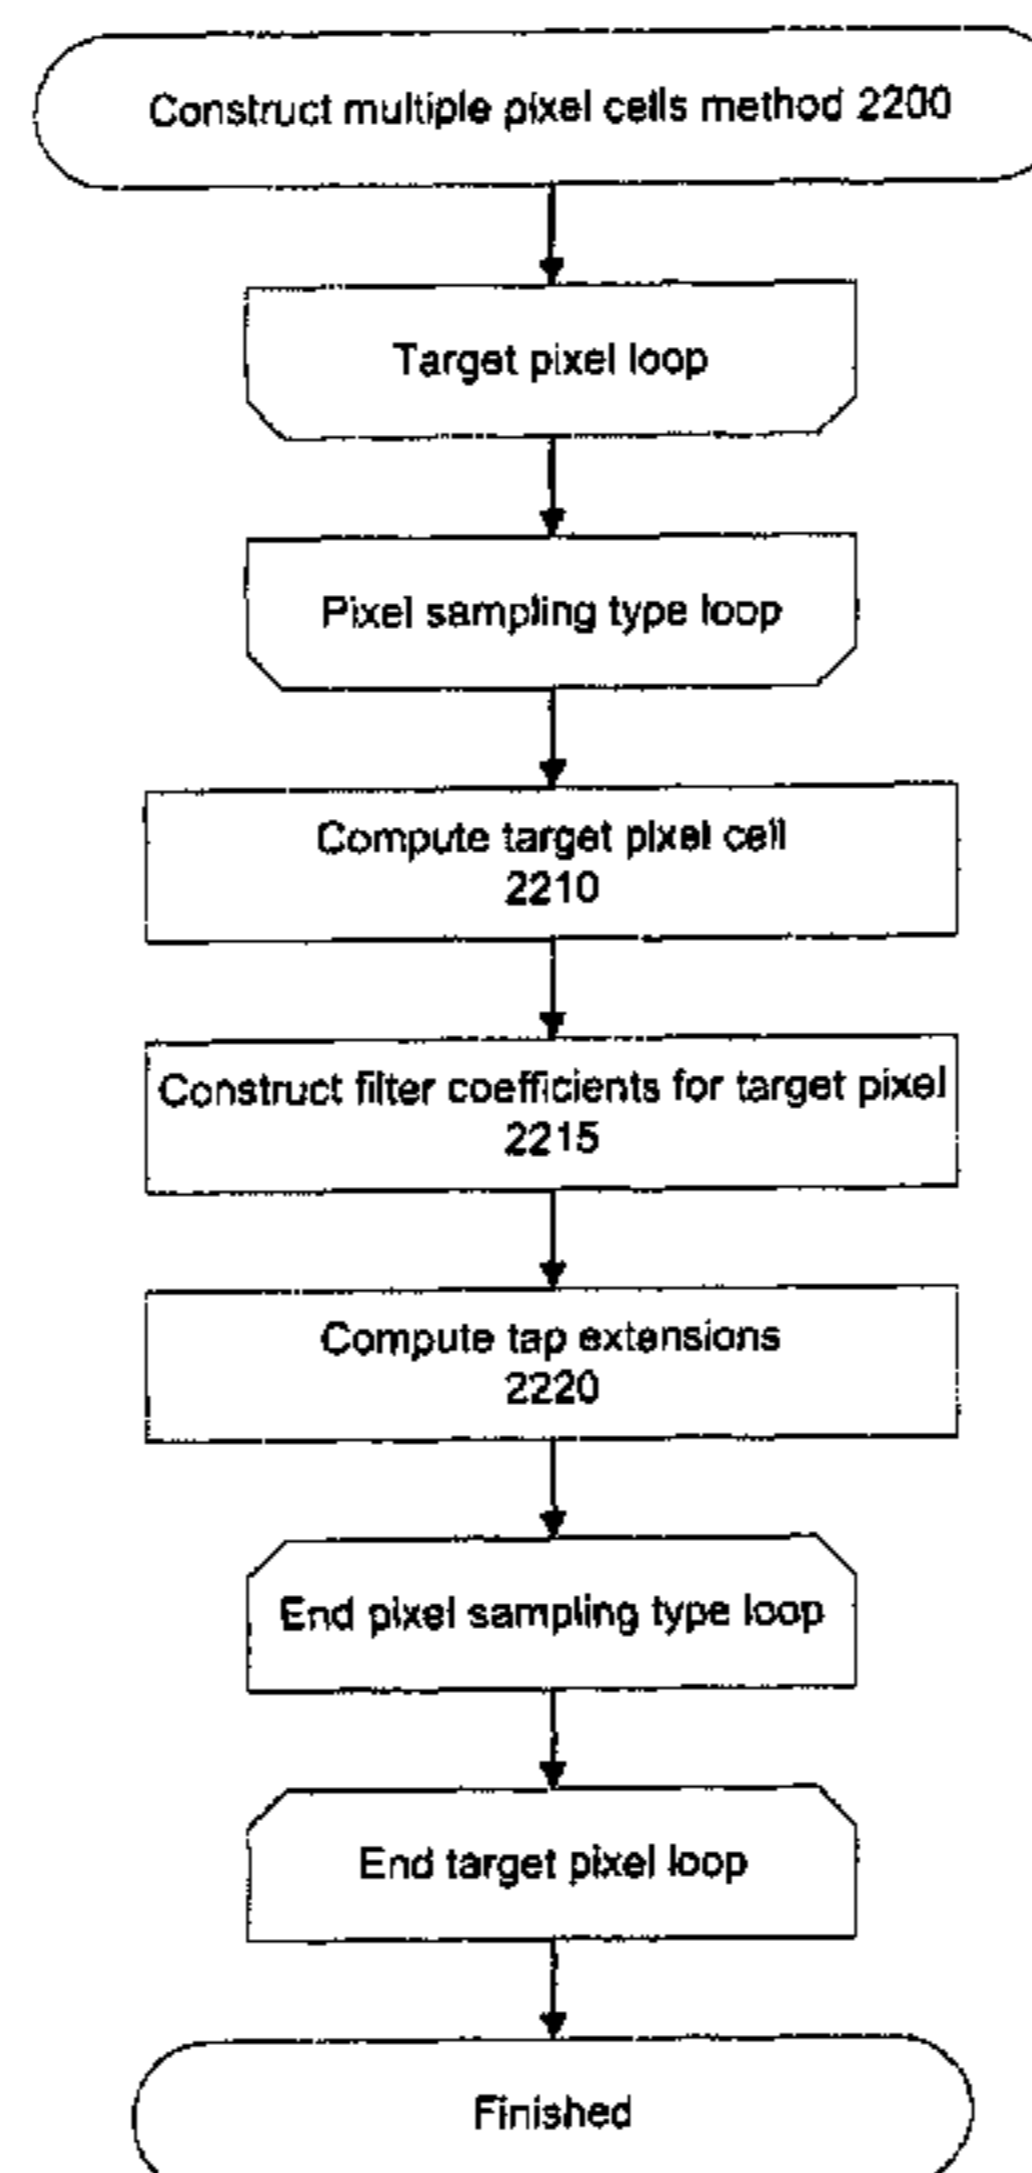 Construct multiple pixel cells method 2200
Target pixel loop
Pixel sampling type loop
Compute target pixel cell
2210
Construct filter coefficients for target pixel
2215
Compute tap extensions
2220
End pixel sampling type loop
End target pixel loop
Finished